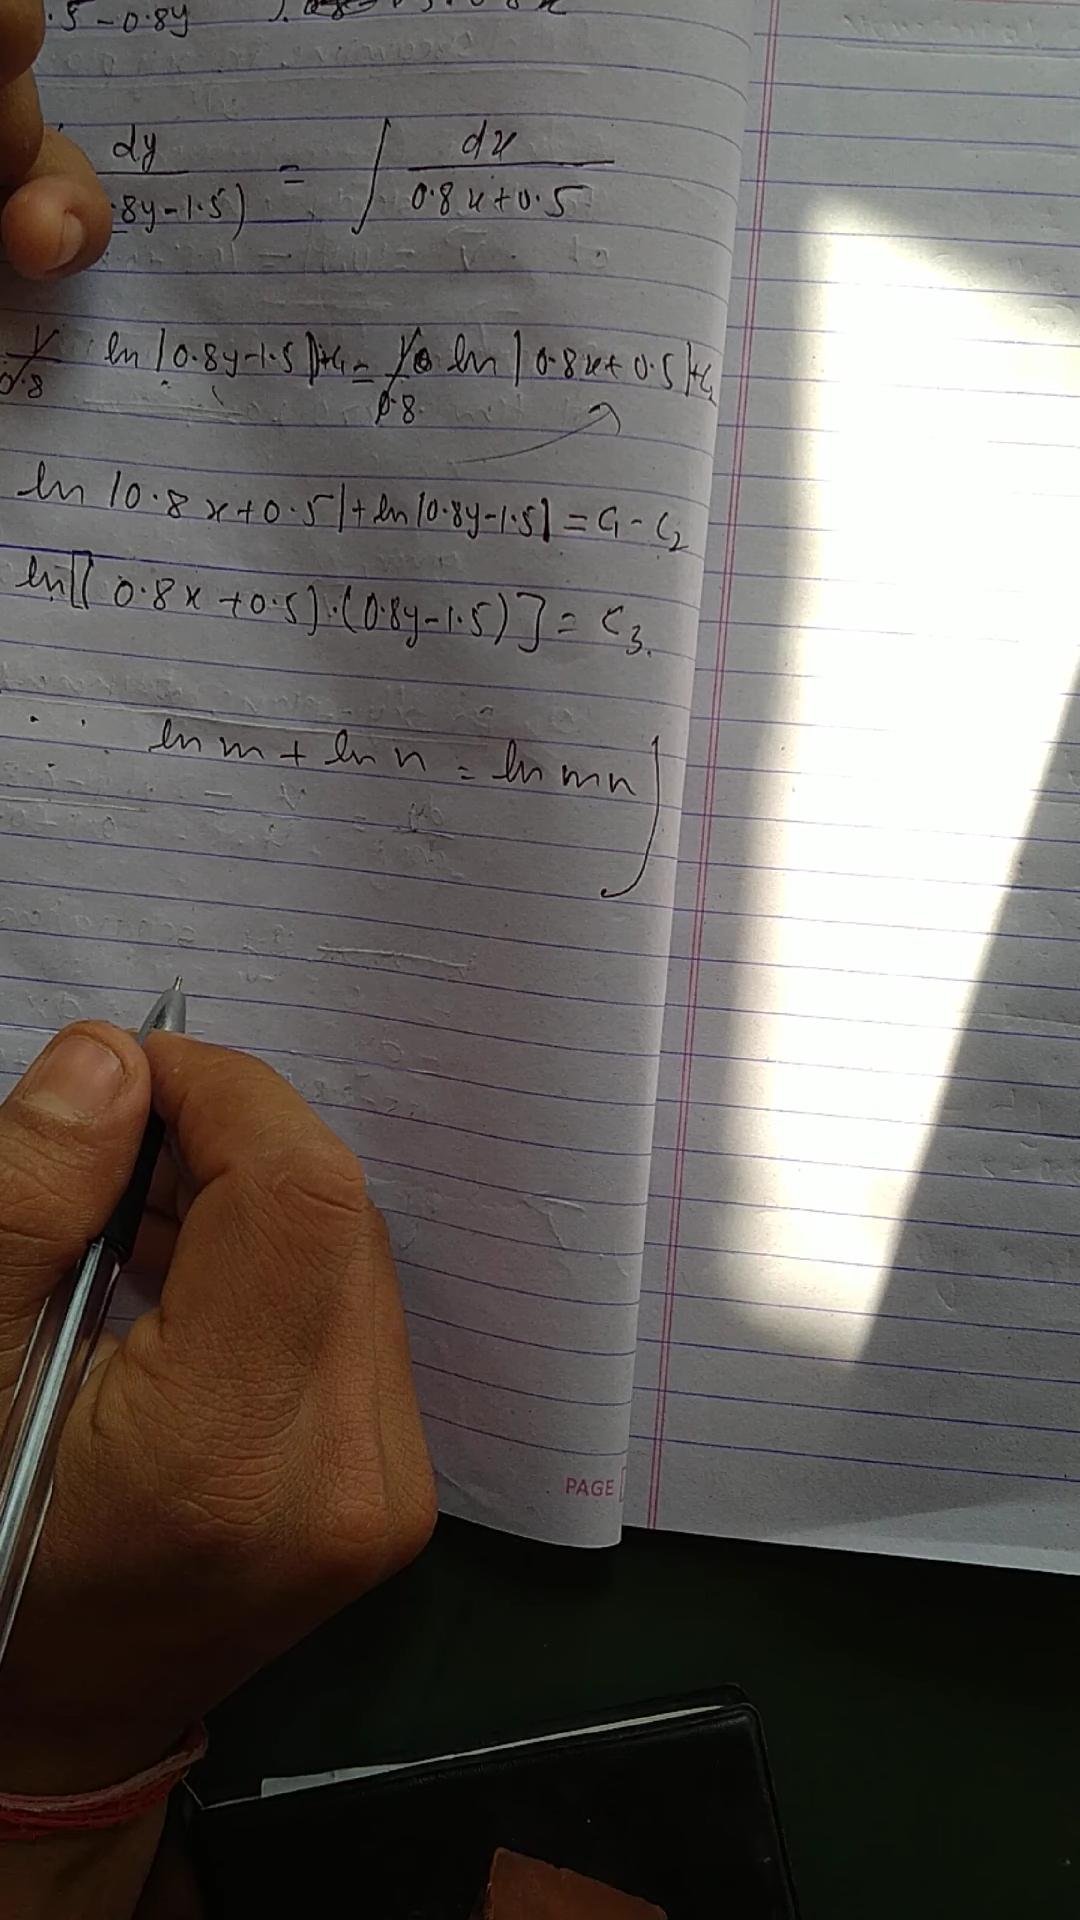 .5-0.8y
dy = ∫ dx
.8y-1.5) 0.8x+0.5
1/0.8 ln|0.8y-1.5|+C₁ = 1/0.8 ln|0.8x+0.5|+C₂
ln|0.8x+0.5|+ln|0.8y-1.5| = C₁-C₂
ln[(0.8x+0.5).(0.8y-1.5)] = C₃.
ln m + ln n = ln mn)
PAGE